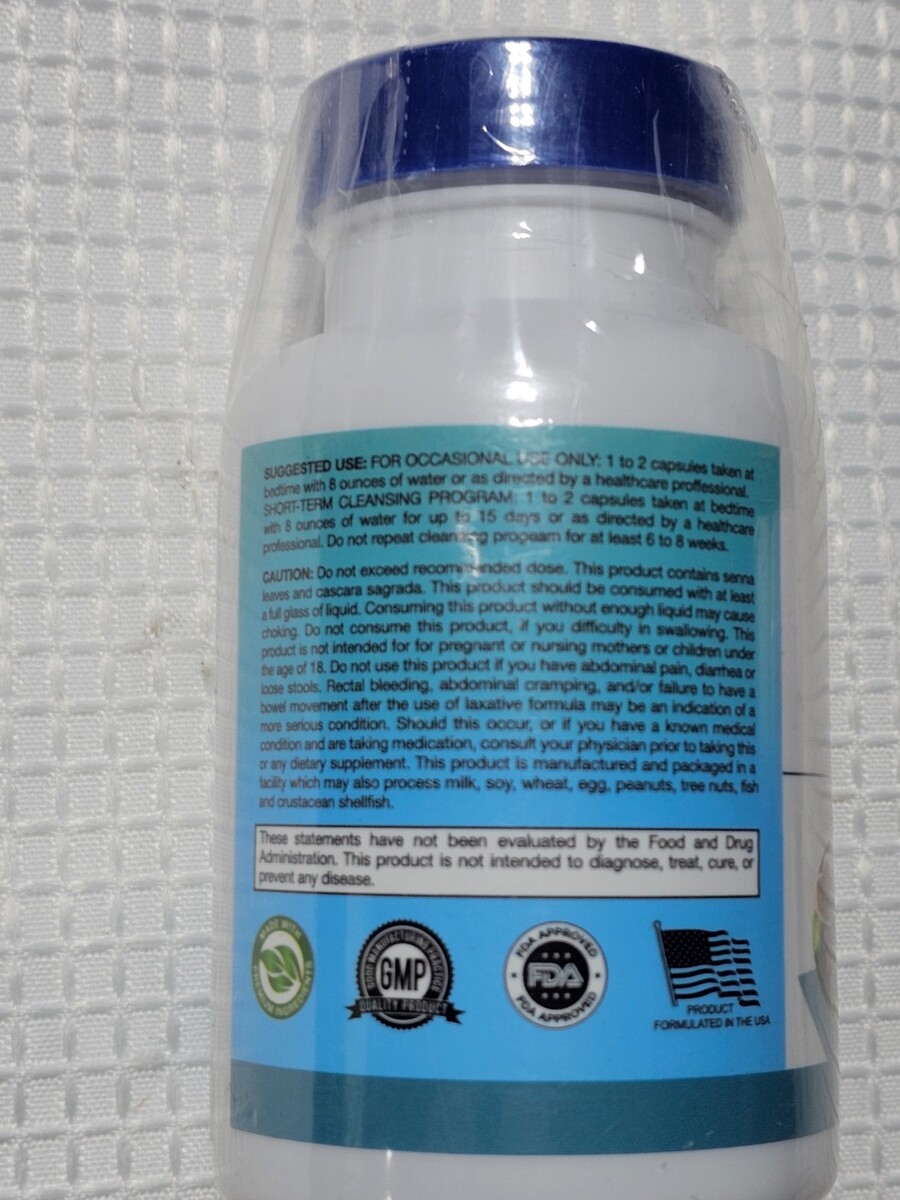 SUGGESTED USE: FOR OCCASIONAL USE ONLY: 1 to 2 capsules taken at
bedtime with 8 ounces of water or as directed by a healthcare proffessional.
SHORT-TERM CLEANSING PROGRAM: 1 to 2 capsules taken at bedtime
with 8 ounces of water for up to 15 days or as directed by a healthcare
professional. Do not repeat cleansing progeam for at least 6 to 8 weeks.
CAUTION: Do not exceed recommended dose. This product contains senna
leaves and cascara sagrada. This product should be consumed with at least
a full glass of liquid. Consuming this product without enough liquid may cause
choking. Do not consume this product, if you difficulty in swallowing. This
product is not intended for for pregnant or nursing mothers or children under
the age of 18. Do not use this product if you have abdominal pain, diarrhea or
loose stools. Rectal bleeding, abdominal cramping, and/or failure to have a
bowel movement after the use of laxative formula may be an indication of a
more serious condition. Should this occur, or if you have a known medical
condition and are taking medication, consult your physician prior to taking this
or any dietary supplement. This product is manufactured and packaged in a
facility which may also process milk, soy, wheat, egg, peanuts, tree nuts, fish
and crustacean shellfish.
These statements have not been evaluated by the Food and Drug
Administration. This product is not intended to diagnose, treat, cure, or
prevent any disease.
MADE WITH
INGREDIENTS
GOOD MANUFACTURING PRACTICE
GMP
QUALITY PRODUCT
FDA APPROVED
FDA
FDA APPROVED
PRODUCT
FORMULATED IN THE USA